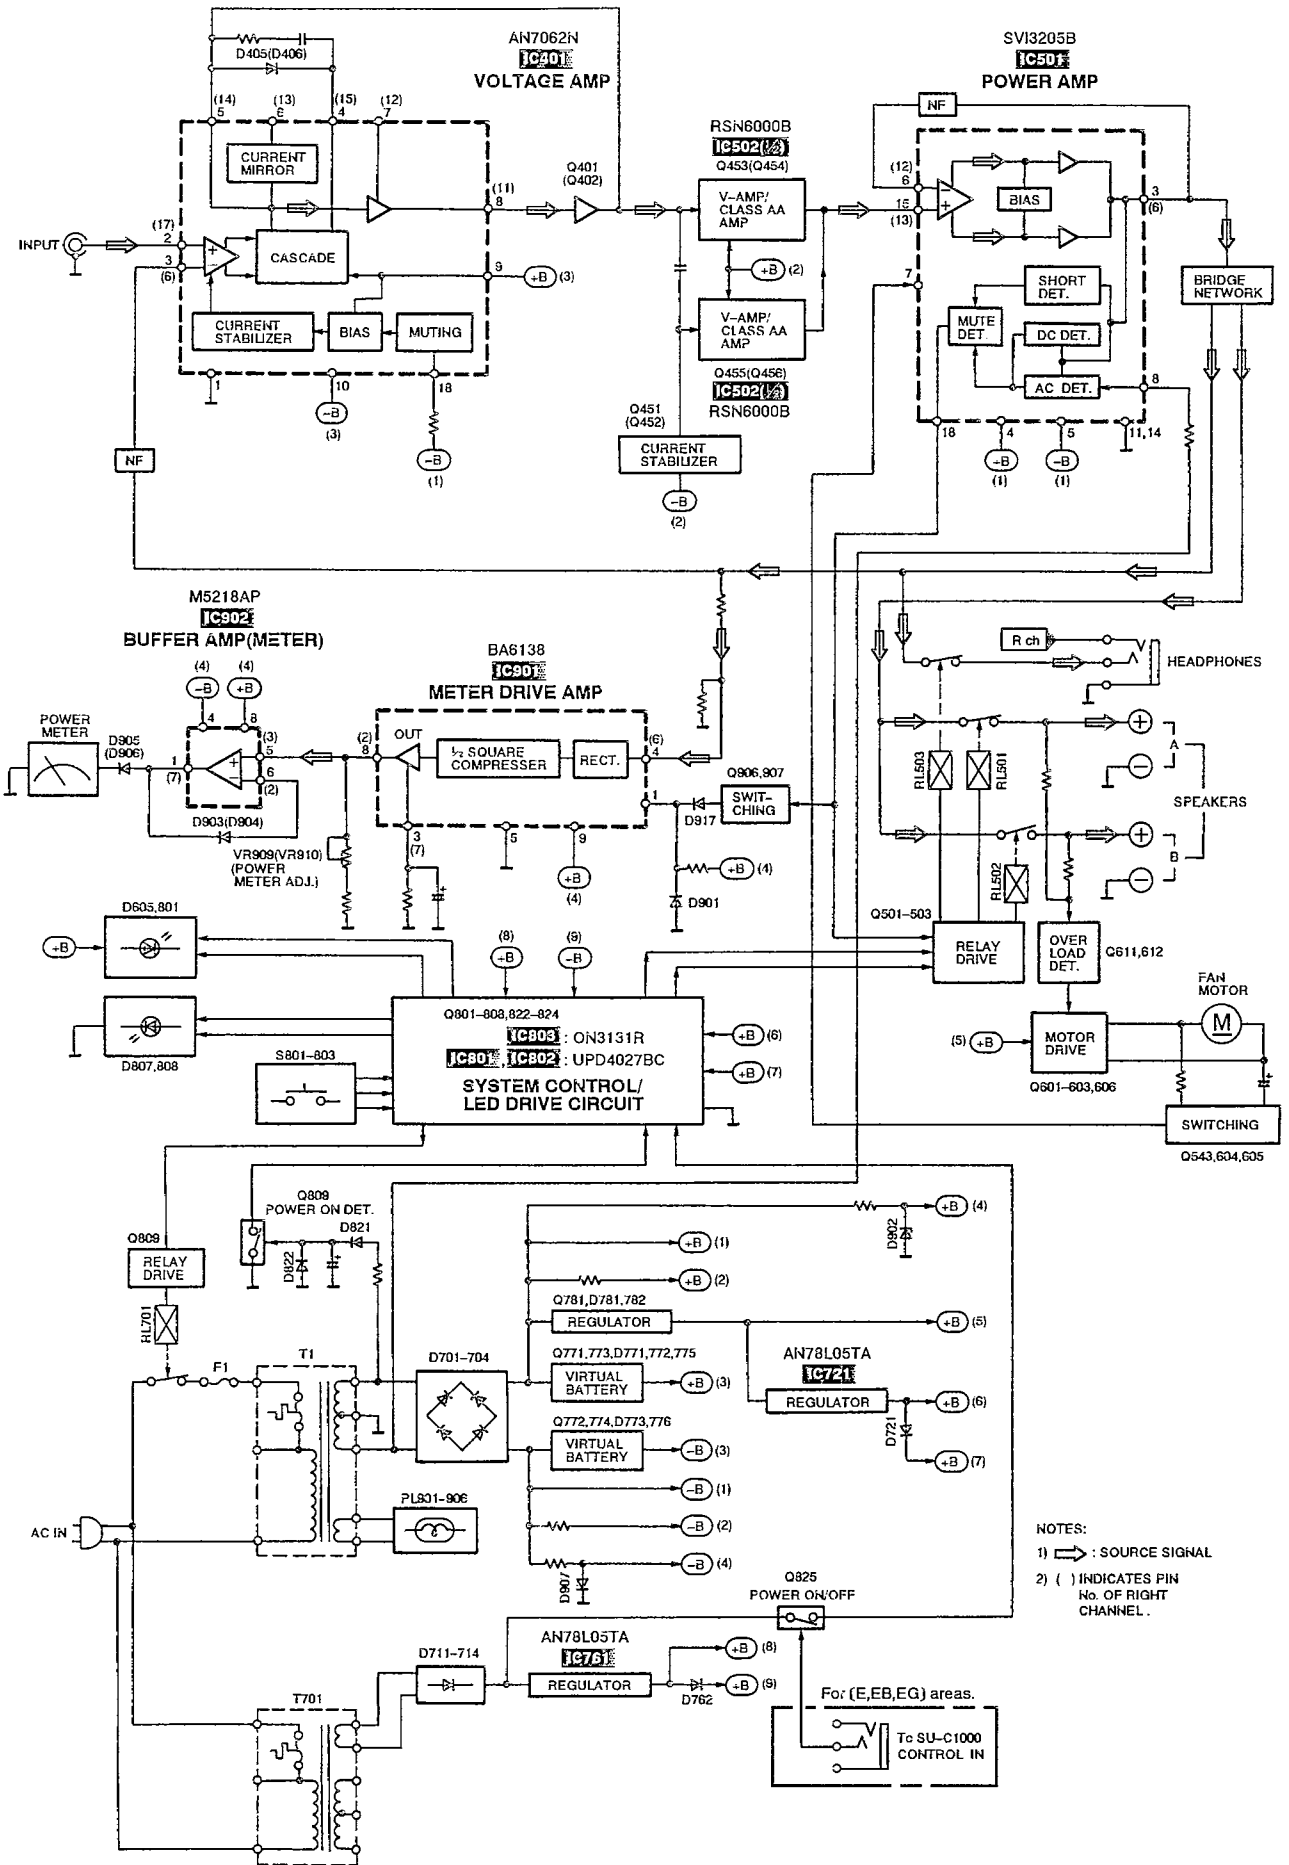 AN7062N
IC401
VOLTAGE AMP
D405(D406)
(14)
5
(13)
6
(15)
4
(12)
7
CURRENT
MIRROR
(11)
8
Q401
(Q402)
INPUT
(17)
2
3
(6)
+
−
CASCADE
9
+B
(3)
CURRENT
STABILIZER
BIAS
MUTING
1
10
−B
(3)
18
−B
(1)
NF
RSN6000B
IC502(½)
Q453(Q454)
V−AMP/
CLASS AA
AMP
+B
(2)
V−AMP/
CLASS AA
AMP
Q455(Q456)
IC502(½)
RSN6000B
Q451
(Q452)
CURRENT
STABILIZER
−B
(2)
SVI3205B
IC501
POWER AMP
NF
(12)
6
15
(13)
−
+
BIAS
3
(6)
7
SHORT
DET.
MUTE
DET.
DC DET.
AC DET.
8
18
4
5
11,14
+B
(1)
−B
(1)
BRIDGE
NETWORK
M5218AP
IC902
BUFFER AMP(METER)
(4)
−B
(4)
+B
4
8
POWER
METER
D905
(D906)
1
(7)
(3)
5
+
−
6
(2)
D903(D904)
VR909(VR910)
(POWER
METER ADJ.)
BA6138
IC901
METER DRIVE AMP
OUT
(2)
8
½ SQUARE
COMPRESSER
RECT.
(6)
4
1
3
(7)
5
9
+B
(4)
Q906,907
SWIT-
CHING
D917
+B
(4)
D901
R ch
HEADPHONES
RL503
RL501
+
A
−
SPEAKERS
+
B
−
RL502
Q501−503
RELAY
DRIVE
OVER
LOAD
DET.
Q611,612
FAN
MOTOR
M
(5)
+B
MOTOR
DRIVE
Q601−603,606
SWITCHING
Q543,604,605
D605,801
+B
D807,808
S801−803
(8)
+B
(9)
−B
Q801−808,822−824
IC803 : ON3131R
IC801 , IC802 : UPD4027BC
SYSTEM CONTROL/
LED DRIVE CIRCUIT
+B
(6)
+B
(7)
Q809
POWER ON DET.
D821
D822
Q809
RELAY
DRIVE
RL701
F1
T1
D701−704
PL901−906
AC IN
D902
+B
(4)
+B
(1)
+B
(2)
Q781,D781,782
REGULATOR
+B
(5)
Q771,773,D771,772,775
VIRTUAL
BATTERY
+B
(3)
AN78L05TA
IC721
REGULATOR
+B
(6)
D721
+B
(7)
Q772,774,D773,776
VIRTUAL
BATTERY
−B
(3)
−B
(1)
−B
(2)
D907
−B
(4)
NOTES:
1) : SOURCE SIGNAL
2) ( ) INDICATES PIN
No. OF RIGHT
CHANNEL.
Q825
POWER ON/OFF
D711−714
AN78L05TA
IC761
REGULATOR
+B
(8)
D762
+B
(9)
T701
For (E,EB,EG) areas.
To SU−C1000
CONTROL IN